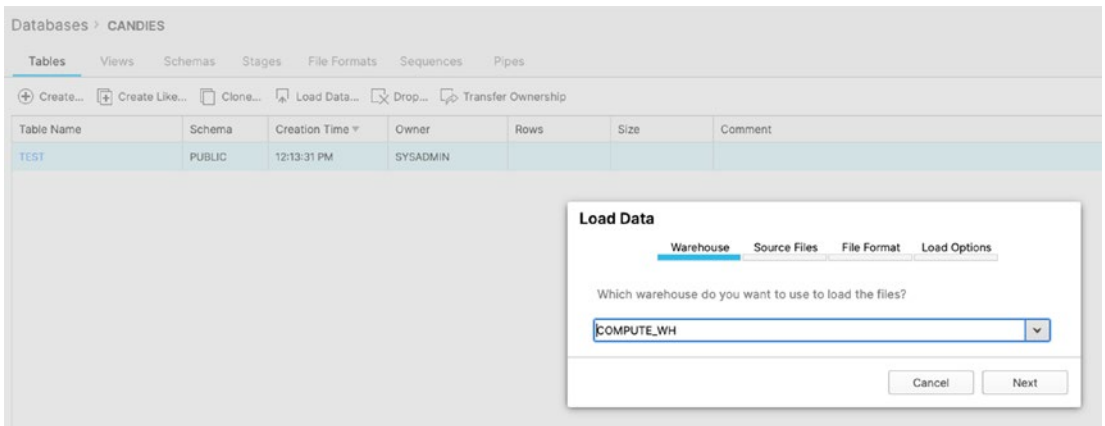 Databases > CANDIES
Tables Views Schemas Stages File Formats Sequences Pipes
Create... Create Like... Clone... Load Data... Drop... Transfer Ownership
Table Name Schema Creation Time Owner Rows Size Comment
TEST PUBLIC 12:13:31 PM SYSADMIN
Load Data
Warehouse Source Files File Format Load Options
Which warehouse do you want to use to load the files?
COMPUTE_WH
Cancel Next